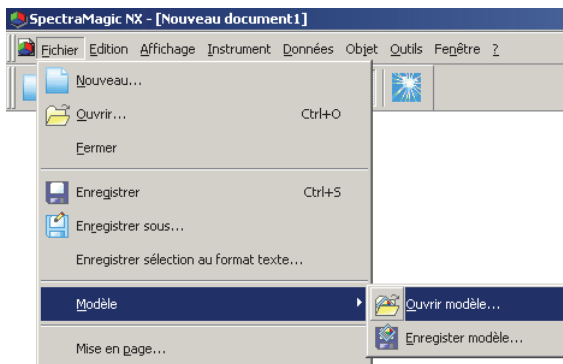 SpectraMagic NX - [Nouveau document1]
Fichier Edition Affichage Instrument Données Objet Outils Fenêtre ?
Nouveau...
Ouvrir... Ctrl+O
Fermer
Enregistrer Ctrl+S
Enregistrer sous...
Enregistrer sélection au format texte...
Modèle
Ouvrir modèle...
Enregister modèle...
Mise en page...